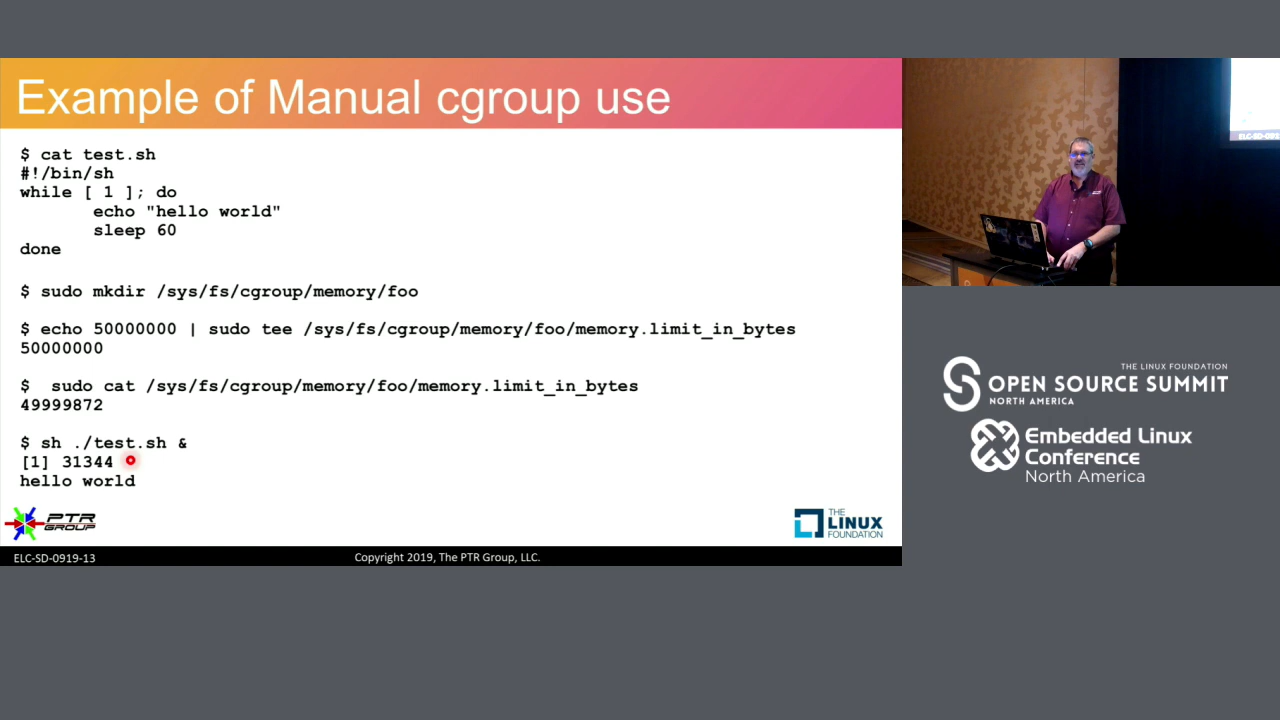 Example of Manual cgroup use
$ cat test.sh
#!/bin/sh
while [ 1 ]; do
echo "hello world"
sleep 60
done
$ sudo mkdir /sys/fs/cgroup/memory/foo
$ echo 50000000 | sudo tee /sys/fs/cgroup/memory/foo/memory.limit_in_bytes
50000000
$ sudo cat /sys/fs/cgroup/memory/foo/memory.limit_in_bytes
49999872
$ sh ./test.sh &
[1] 31344
hello world
PTR
GROUP
THE
LINUX
FOUNDATION
ELC-SD-0919-13
Copyright 2019, The PTR Group, LLC.
ELC-SD-091
THE LINUX FOUNDATION
OPEN SOURCE SUMMIT
NORTH AMERICA
Embedded Linux
Conference
North America